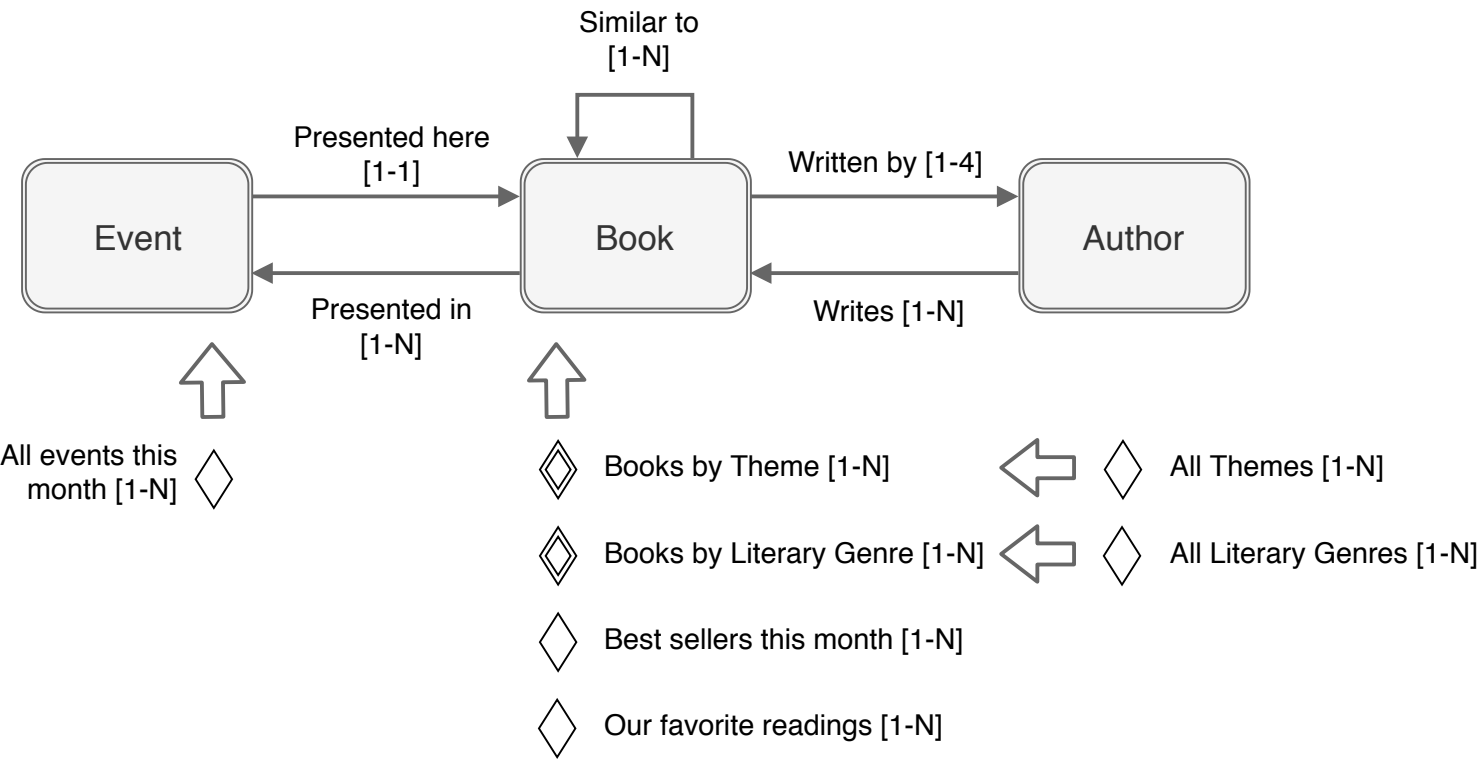 Similar to
[1-N]
Presented here
[1-1]
Written by [1-4]
Event
Book
Author
Presented in
[1-N]
Writes [1-N]
All events this
month [1-N]
Books by Theme [1-N]
All Themes [1-N]
Books by Literary Genre [1-N]
All Literary Genres [1-N]
Best sellers this month [1-N]
Our favorite readings [1-N]